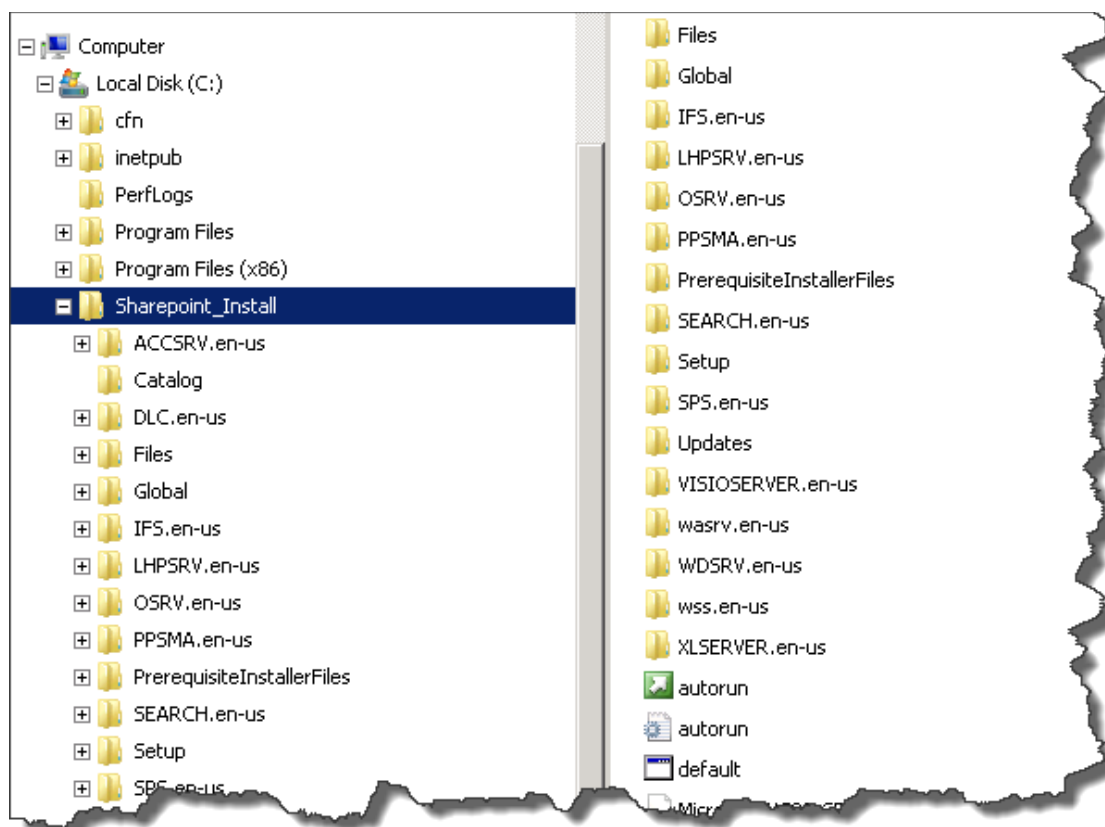 Computer
Local Disk (C:)
cfn
inetpub
PerfLogs
Program Files
Program Files (x86)
Sharepoint_Install
ACCSRV.en-us
Catalog
DLC.en-us
Files
Global
IFS.en-us
LHPSRV.en-us
OSRV.en-us
PPSMA.en-us
PrerequisiteInstallerFiles
SEARCH.en-us
Setup
SPS.en-us
Files
Global
IFS.en-us
LHPSRV.en-us
OSRV.en-us
PPSMA.en-us
PrerequisiteInstallerFiles
SEARCH.en-us
Setup
SPS.en-us
Updates
VISIOSERVER.en-us
wasrv.en-us
WDSRV.en-us
wss.en-us
XLSERVER.en-us
autorun
autorun
default